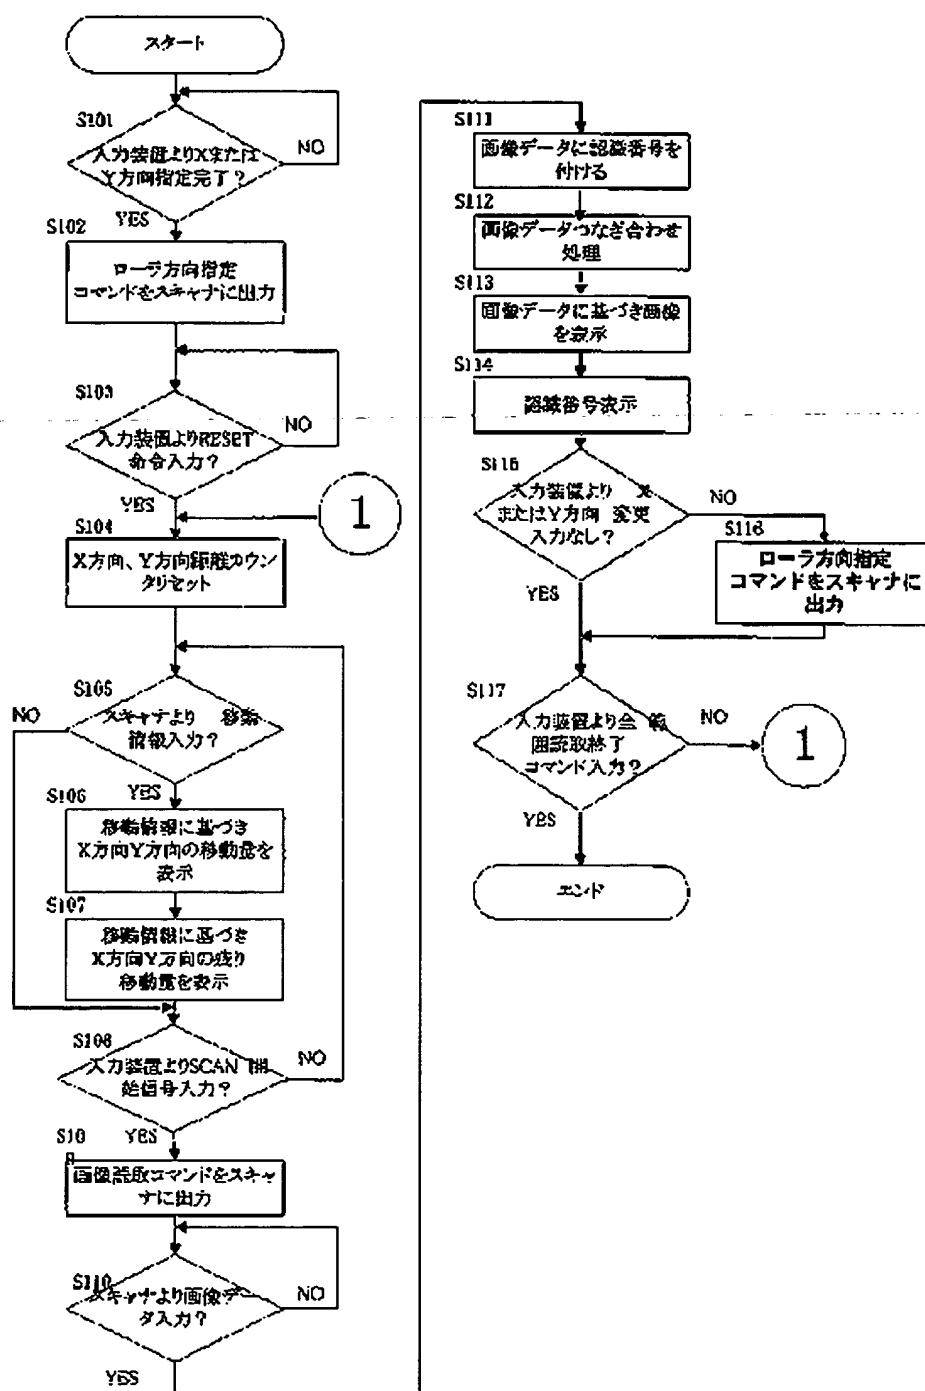 スタート
S101
入力装置よりXまたは
Y方向指定完了？
NO
YES
S102
ローラ方向指定
コマンドをスキャナに出力
S103
入力装置よりRESET
命令入力？
NO
YES
1
S104
X方向、Y方向距離カウン
タリセット
S105
スキャナより 移動
情報入力？
NO
YES
S106
移動情報に基づき
X方向Y方向の移動量を
表示
S107
移動情報に基づき
X方向Y方向の残り
移動量を表示
S108
入力装置よりSCAN 開
始信号入力？
NO
YES
S10
9
画像読取コマンドをスキャ
ナに出力
S110
スキャナより画像デー
タ入力？
NO
YES
S111
画像データに認識番号を
付ける
S112
画像データつなぎ合わせ
処理
S113
画像データに基づき画像
を表示
S114
認識番号表示
S115
入力装置より X
またはY方向 変更
入力なし？
NO
YES
S116
ローラ方向指定
コマンドをスキャナに
出力
S117
入力装置より全 範
囲読取終了
コマンド入力？
NO
1
YES
エンド